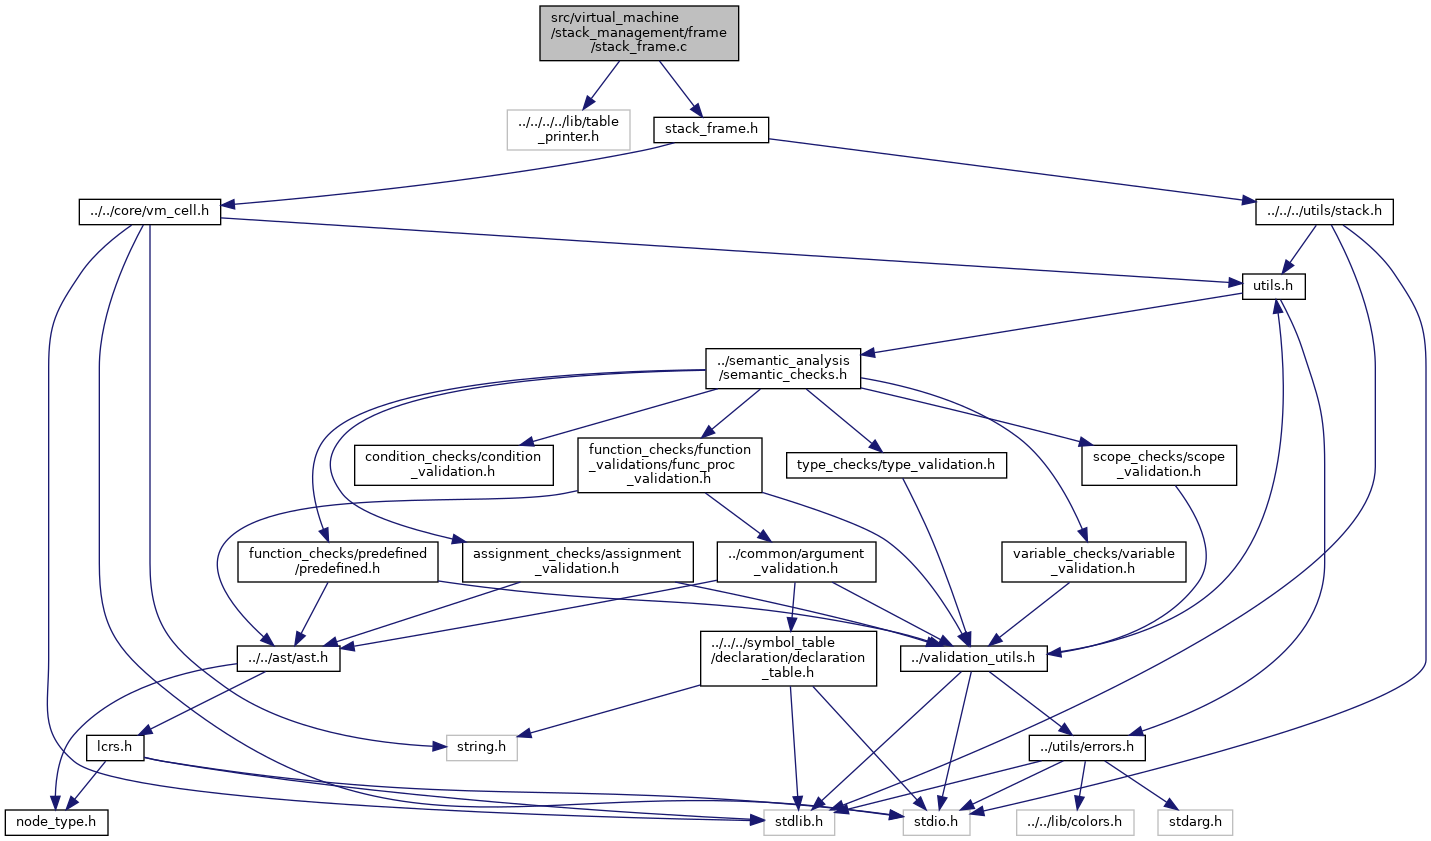 src/virtual_machine
/stack_management/frame
/stack_frame.c
../../../../lib/table
_printer.h
stack_frame.h
../../core/vm_cell.h
../../../utils/stack.h
utils.h
../semantic_analysis
/semantic_checks.h
condition_checks/condition
_validation.h
function_checks/function
_validations/func_proc
_validation.h
type_checks/type_validation.h
scope_checks/scope
_validation.h
function_checks/predefined
/predefined.h
assignment_checks/assignment
_validation.h
../common/argument
_validation.h
variable_checks/variable
_validation.h
../../ast/ast.h
../../../symbol_table
/declaration/declaration
_table.h
../validation_utils.h
lcrs.h
string.h
../utils/errors.h
node_type.h
stdlib.h
stdio.h
../../lib/colors.h
stdarg.h